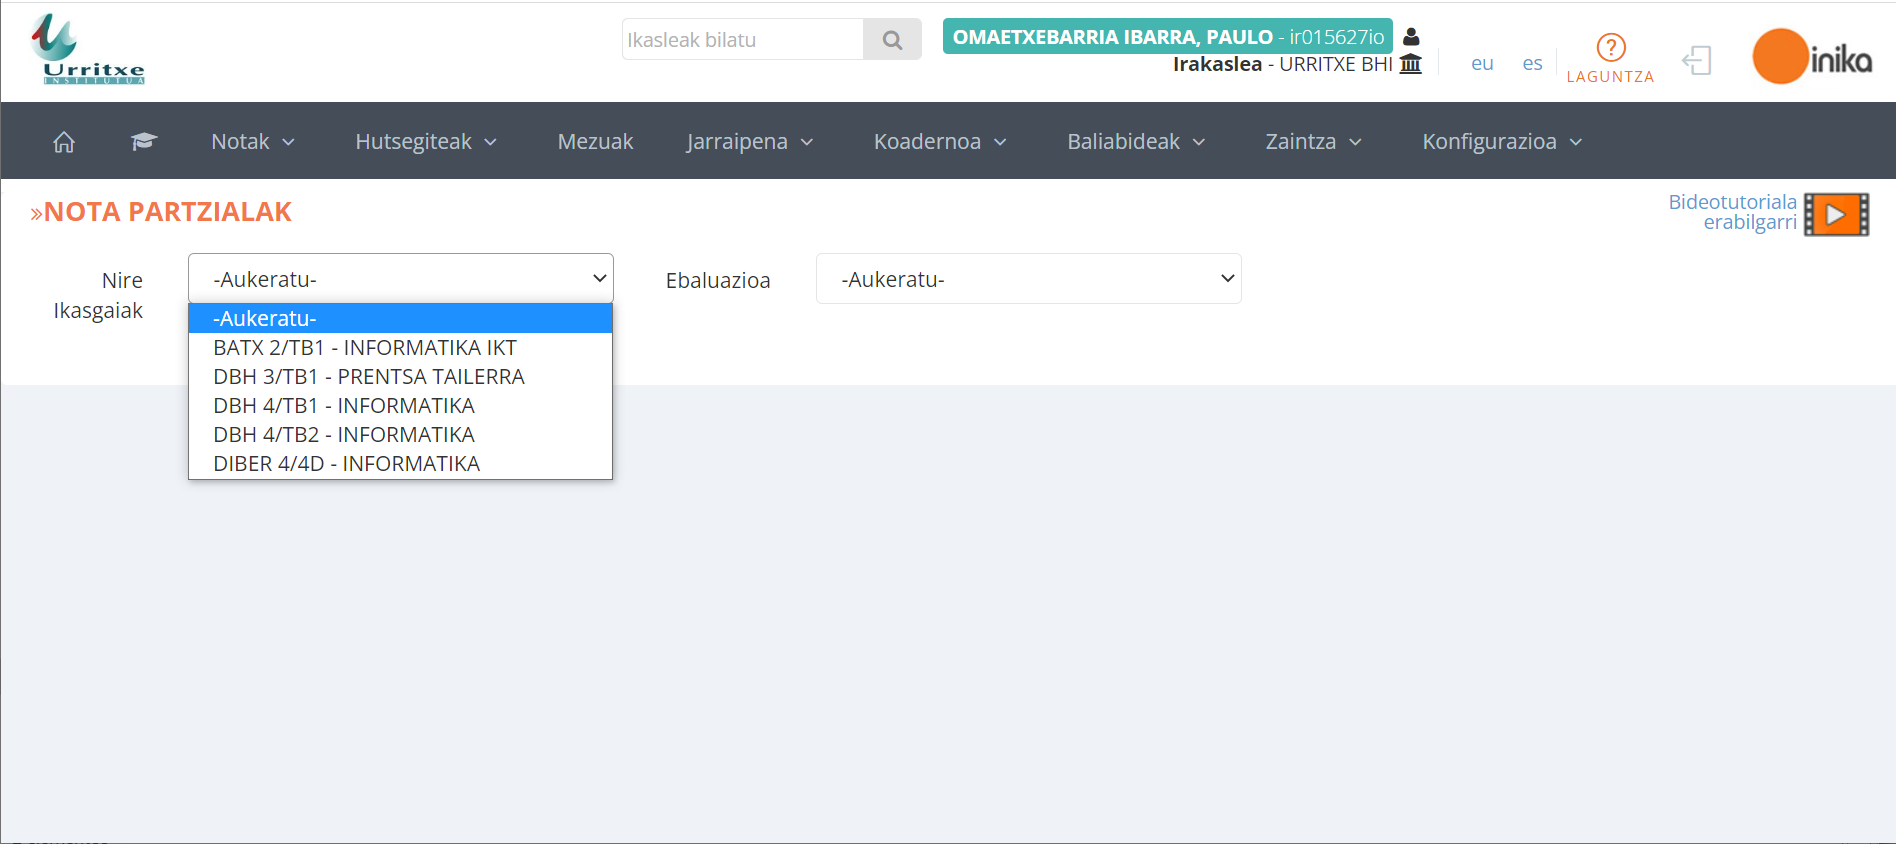 Urritxe
INSTITUTUA
Ikasleak bilatu
OMAETXEBARRIA IBARRA, PAULO - ir015627io
Irakaslea - URRITXE BHI
eu
es
LAGUNTZA
inika
Notak
Hutsegiteak
Mezuak
Jarraipena
Koadernoa
Baliabideak
Zaintza
Konfigurazioa
»NOTA PARTZIALAK
Bideotutoriala
erabilgarri
Nire
Ikasgaiak
-Aukeratu-
Ebaluazioa
-Aukeratu-
-Aukeratu-
BATX 2/TB1 - INFORMATIKA IKT
DBH 3/TB1 - PRENTSA TAILERRA
DBH 4/TB1 - INFORMATIKA
DBH 4/TB2 - INFORMATIKA
DIBER 4/4D - INFORMATIKA